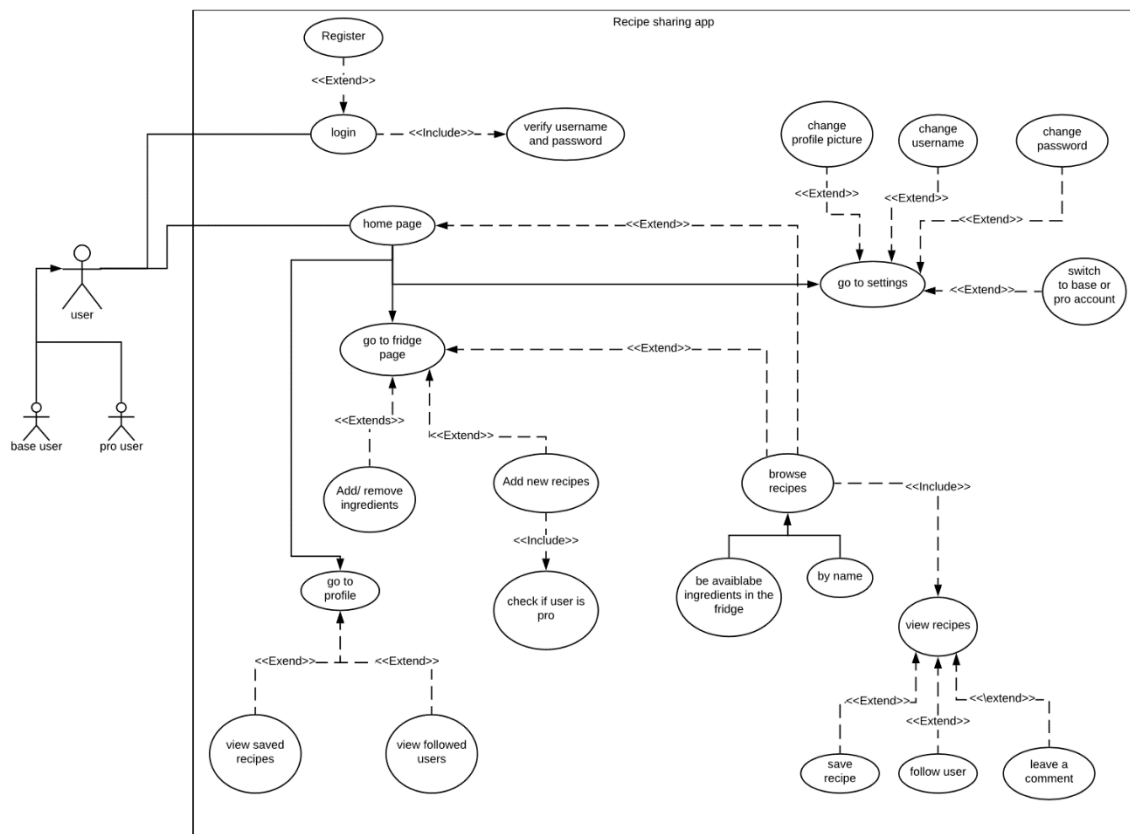 Recipe sharing app
Register
<<Extend>>
login
<<Include>>
verify username
and password
change
profile picture
change
username
change
password
<<Extend>>
<<Extend>>
<<Extend>>
home page
<<Extend>>
go to settings
<<Extend>>
switch
to base or
pro account
user
go to fridge
page
<<Extend>>
base user
pro user
<<Extends>>
<<Extend>>
Add/ remove
ingredients
Add new recipes
browse
recipes
<<Include>>
<<Include>>
go to
profile
check if user is
pro
be avaiblabe
ingredients in the
fridge
by name
view recipes
<<Exend>>
<<Extend>>
<<Extend>>
<<Extend>>
<<\extend>>
view saved
recipes
view followed
users
save
recipe
follow user
leave a
comment